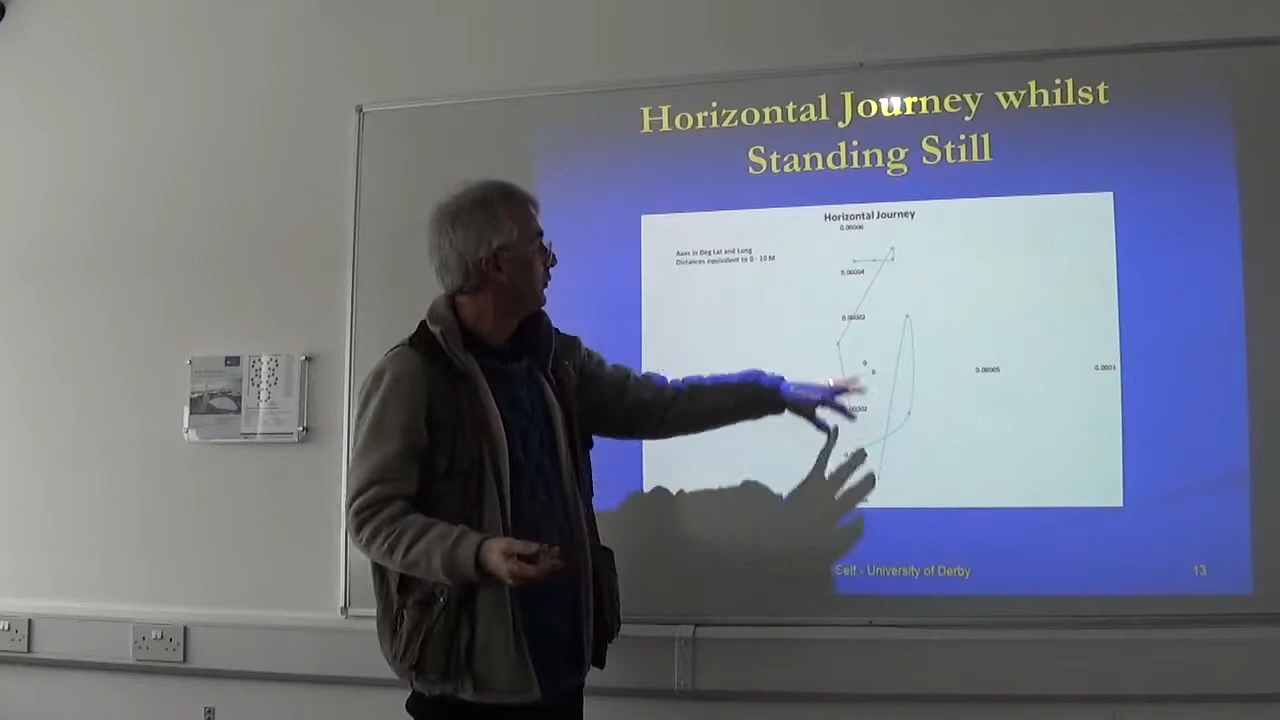 Horizontal Journey whilst
Standing Still
Horizontal Journey
0.00006
Axes in Deg Lat and Long
Distances equivalent to 0 - 10 M
0.00004
0.00002
0
0
0.00005
0.0001
Self - University of Derby
13